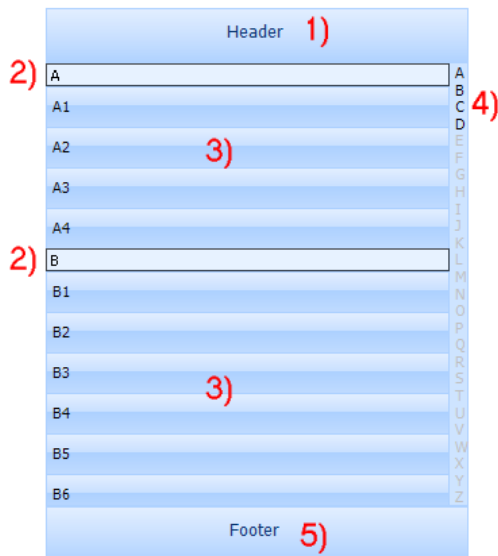 Header 1)
2) A
A1
A2
3)
A3
A4
2) B
B1
B2
B3
3)
B4
B5
B6
A
B
C
D
4)
E
F
G
H
I
J
K
L
M
N
O
P
Q
R
S
T
U
V
W
X
Y
Z
Footer 5)